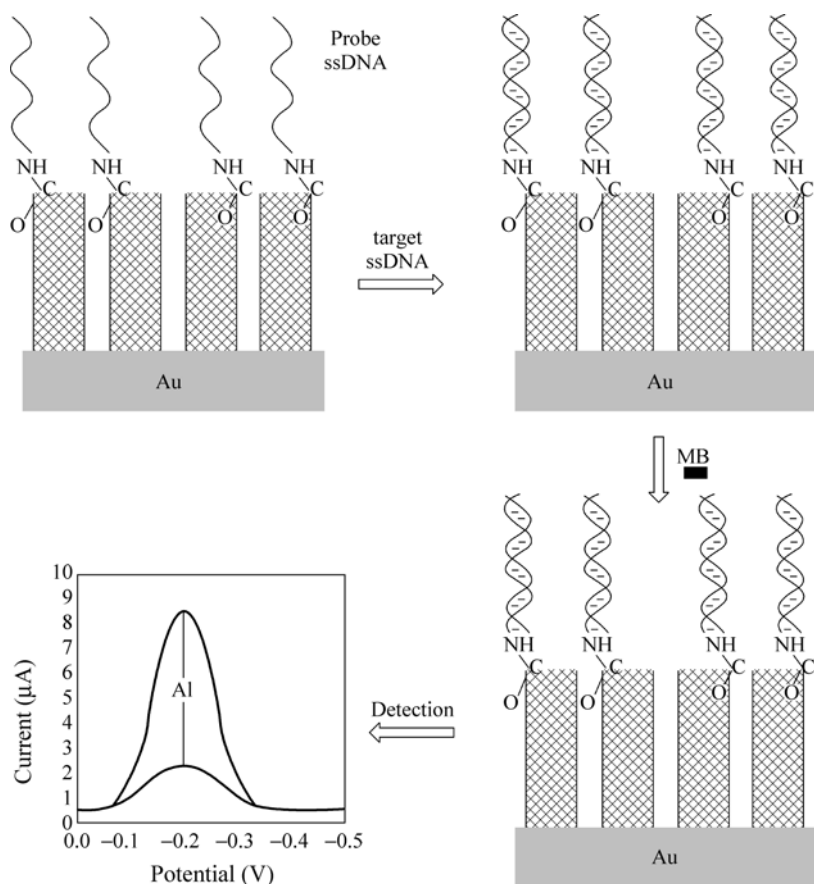 Probe
ssDNA
NH NH NH NH
C C C C
O O O O
Au
target
ssDNA
NH NH NH NH
C C C C
O O O O
Au
MB
NH NH NH NH
C C C C
O O O O
Au
Detection
10
9
8
7
6
5
4
3
2
1
0
Current (μA)
Al
0.0 −0.1 −0.2 −0.3 −0.4 −0.5
Potential (V)